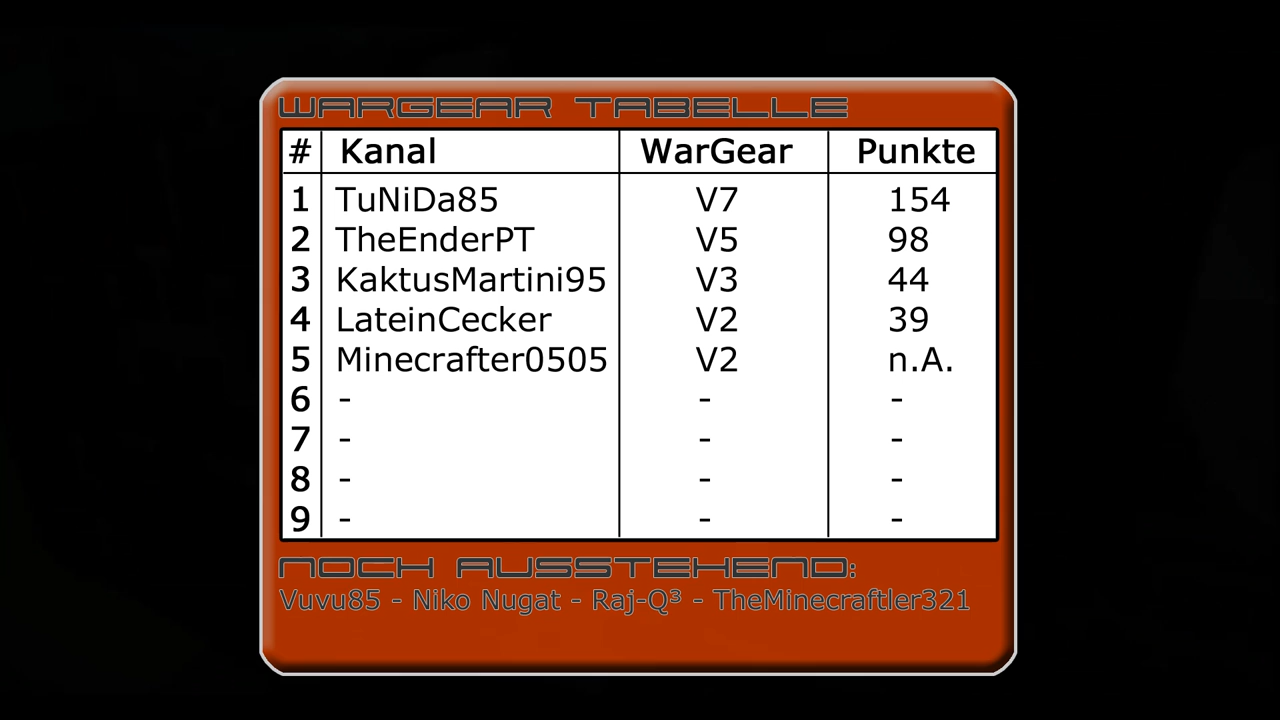 WARGEAR TABELLE
# Kanal WarGear Punkte
1 TuNiDa85 V7 154
2 TheEnderPT V5 98
3 KaktusMartini95 V3 44
4 LateinCecker V2 39
5 Minecrafter0505 V2 n.A.
6 - - -
7 - - -
8 - - -
9 - - -
NOCH AUSSTEHEND:
Vuvu85 - Niko Nugat - Raj-Q³ - TheMinecraftler321